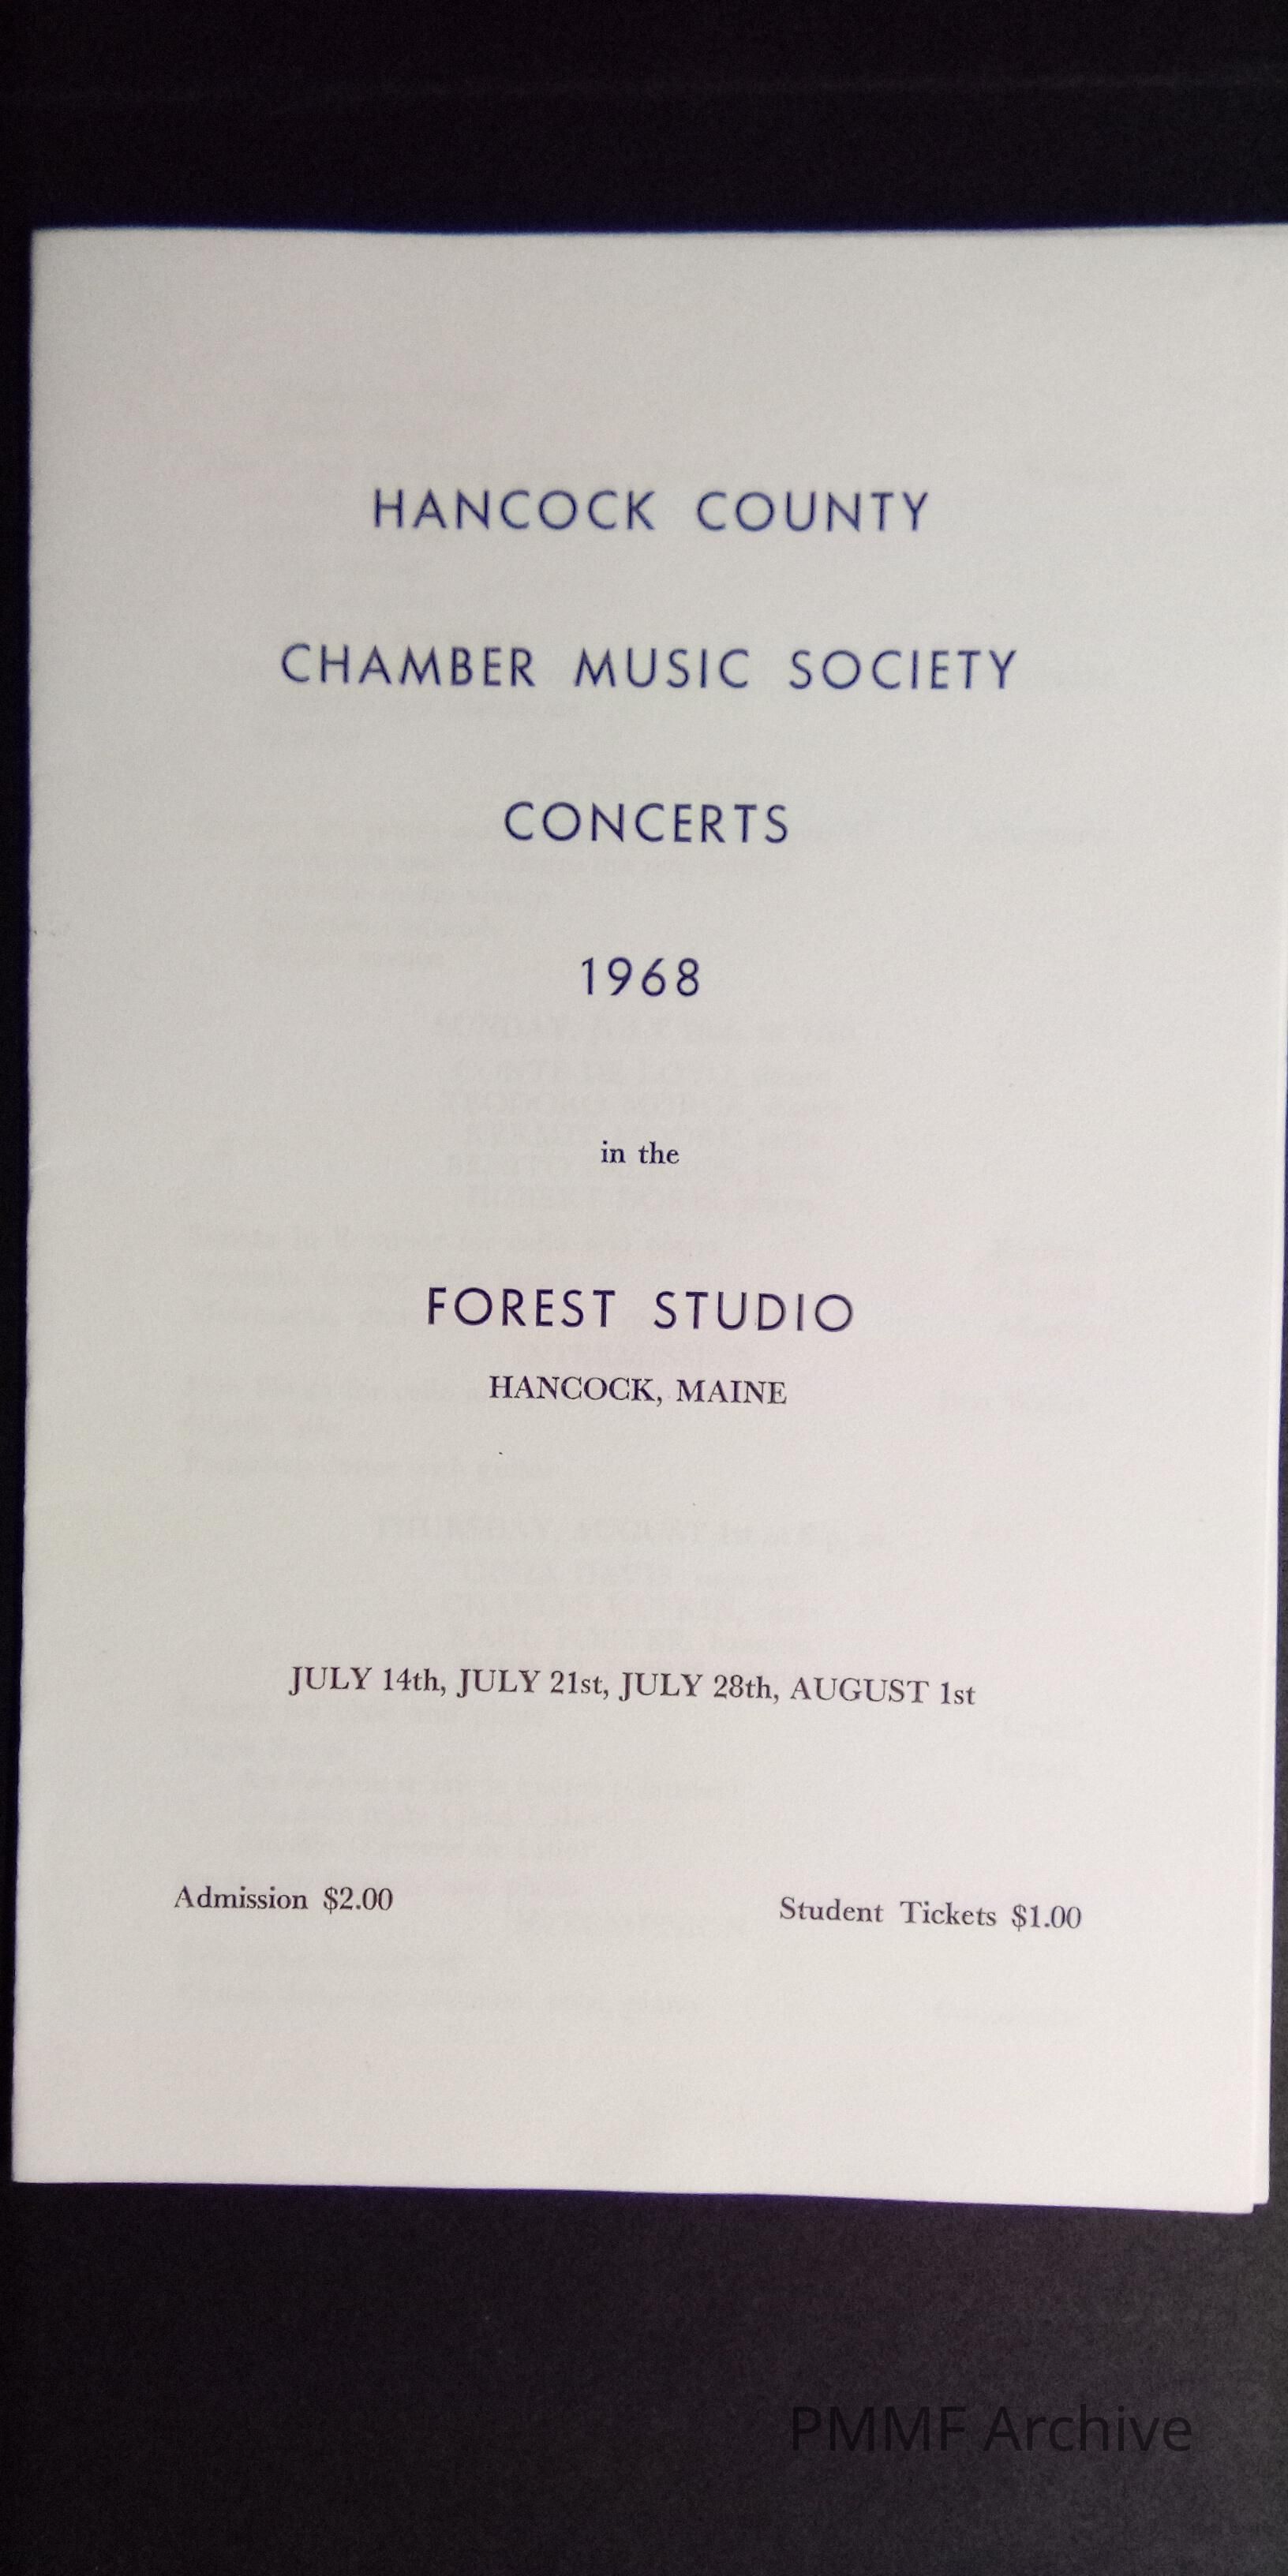 HANCOCK COUNTY
CHAMBER MUSIC SOCIETY
CONCERTS
1968
in the
FOREST STUDIO
HANCOCK, MAINE
JULY 14th, JULY 21st, JULY 28th, AUGUST 1st
Admission $2.00 Student Tickets $1.00
PMMF Archive